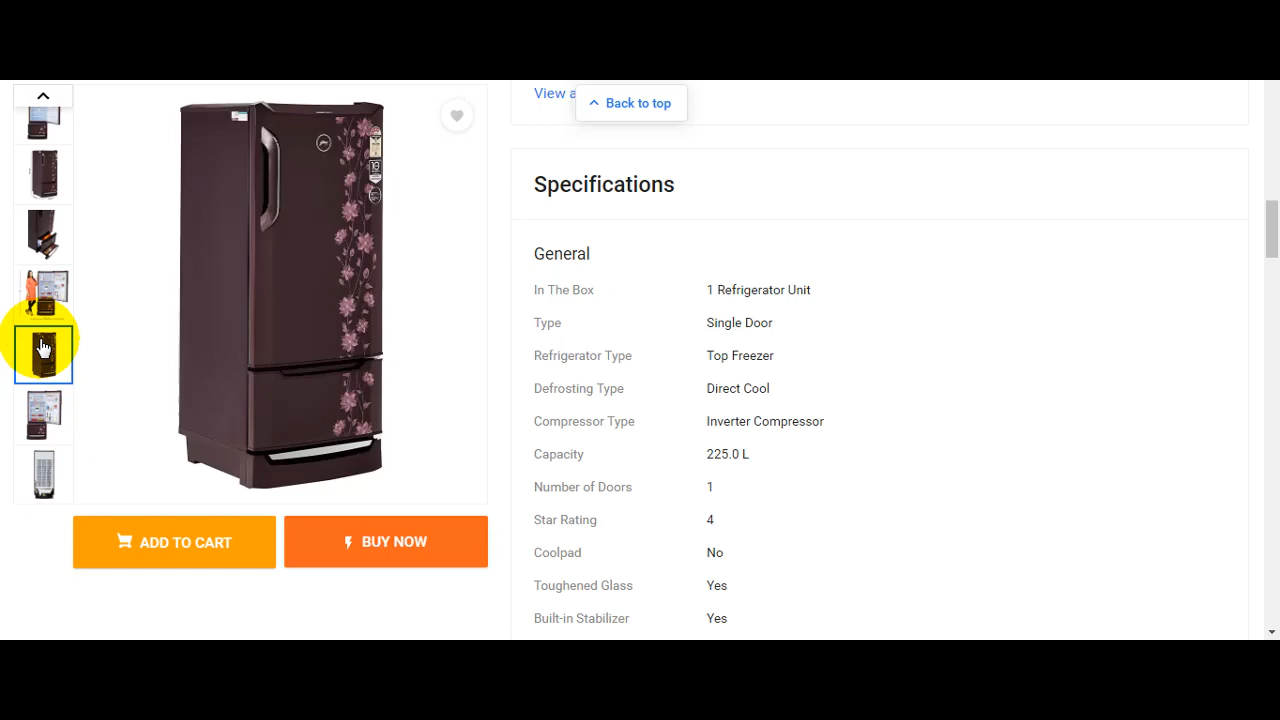 View a
Back to top
Specifications
General
In The Box 1 Refrigerator Unit
Type Single Door
Refrigerator Type Top Freezer
Defrosting Type Direct Cool
Compressor Type Inverter Compressor
Capacity 225.0 L
Number of Doors 1
Star Rating 4
Coolpad No
Toughened Glass Yes
Built-in Stabilizer Yes
ADD TO CART
BUY NOW